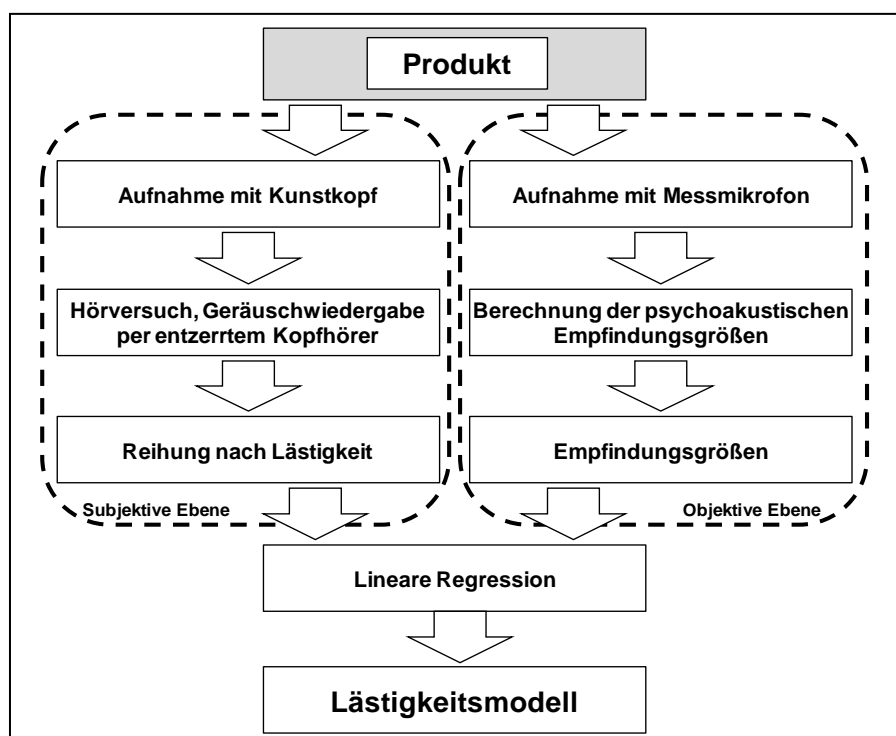 Produkt
Aufnahme mit Kunstkopf
Hörversuch, Geräuschwiedergabe
per entzerrtem Kopfhörer
Reihung nach Lästigkeit
Subjektive Ebene
Aufnahme mit Messmikrofon
Berechnung der psychoakustischen
Empfindungsgrößen
Empfindungsgrößen
Objektive Ebene
Lineare Regression
Lästigkeitsmodell